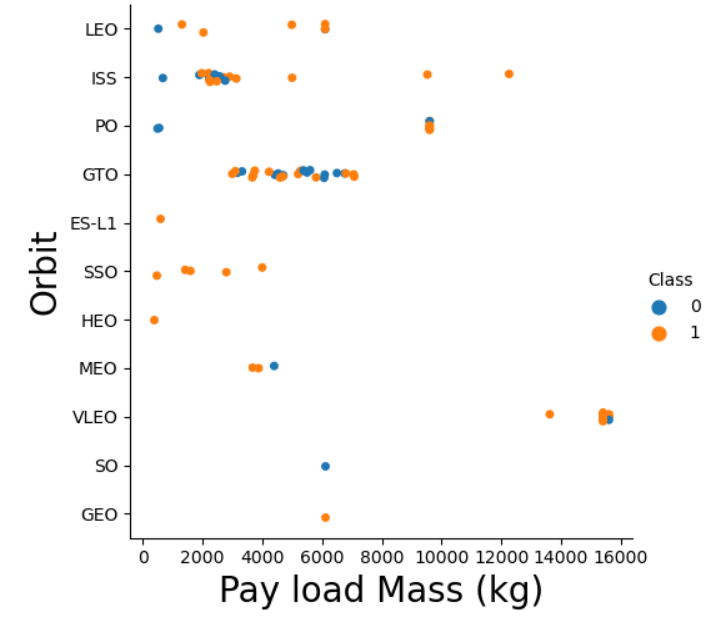 LEO
ISS
PO
GTO
ES-L1
SSO
HEO
MEO
VLEO
SO
GEO
Orbit
0 2000 4000 6000 8000 10000 12000 14000 16000
Pay load Mass (kg)
Class
0
1